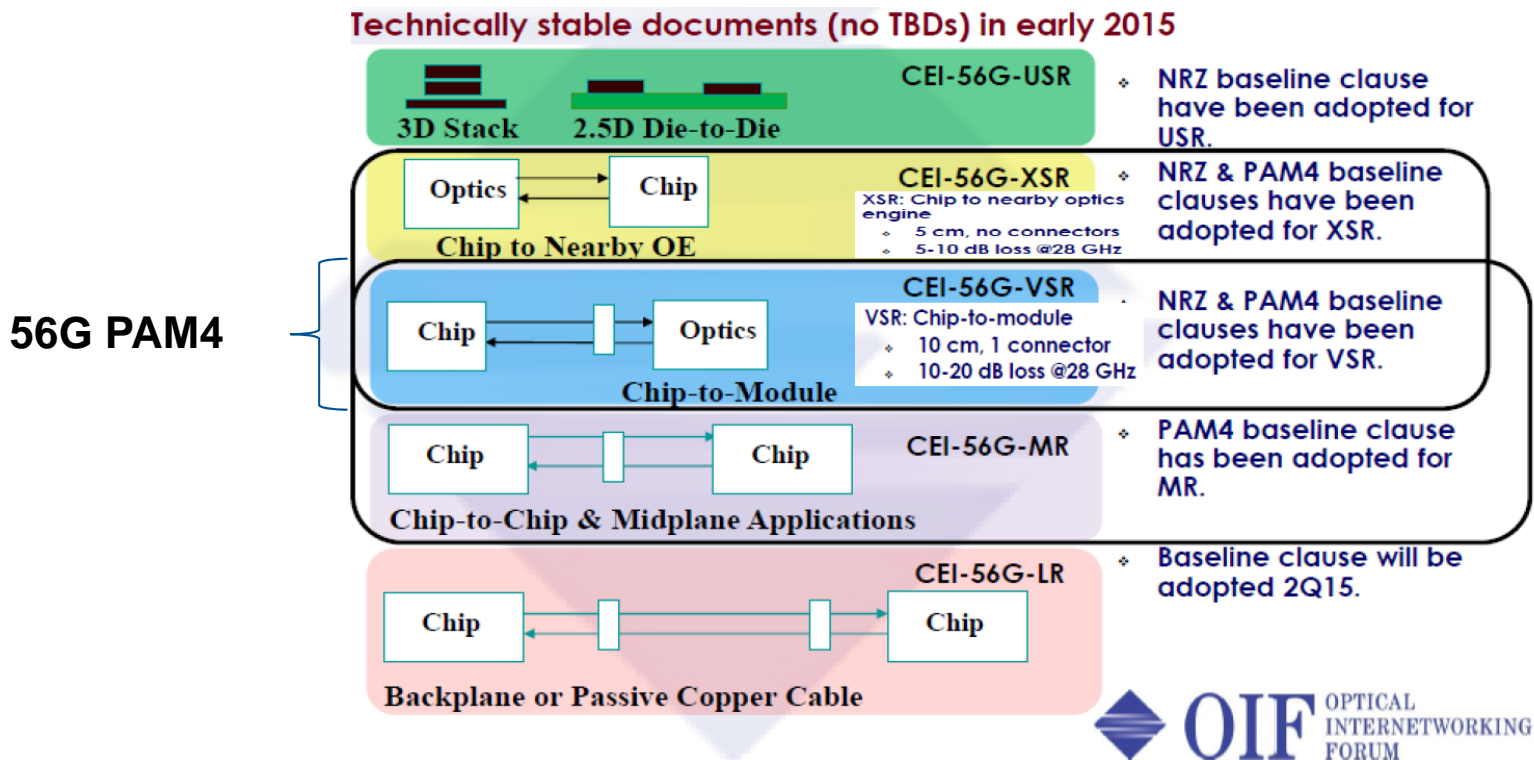 Technically stable documents (no TBDs) in early 2015
CEI-56G-USR
3D Stack
2.5D Die-to-Die
❖ NRZ baseline clause
have been adopted for
USR.
Optics
Chip
CEI-56G-XSR
XSR: Chip to nearby optics
engine
❖ 5 cm, no connectors
❖ 5-10 dB loss @28 GHz
Chip to Nearby OE
❖ NRZ & PAM4 baseline
clauses have been
adopted for XSR.
56G PAM4
Chip
Optics
CEI-56G-VSR
VSR: Chip-to-module
❖ 10 cm, 1 connector
❖ 10-20 dB loss @28 GHz
Chip-to-Module
NRZ & PAM4 baseline
clauses have been
adopted for VSR.
Chip
Chip
CEI-56G-MR
Chip-to-Chip & Midplane Applications
❖ PAM4 baseline clause
has been adopted for
MR.
CEI-56G-LR
Chip
Chip
Backplane or Passive Copper Cable
❖ Baseline clause will be
adopted 2Q15.
OIF
OPTICAL
INTERNETWORKING
FORUM